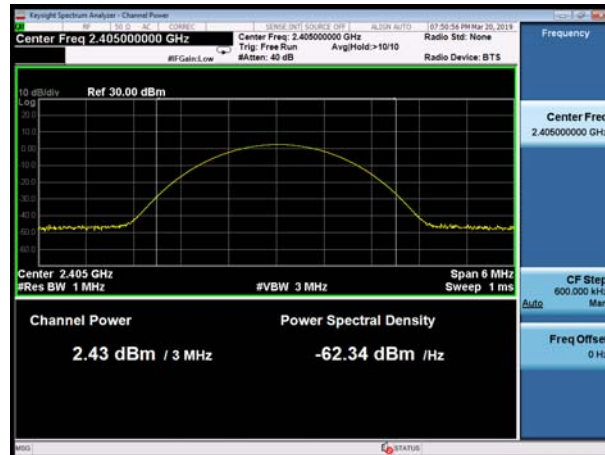 Keysight Spectrum Analyzer - Channel Power
RF 50 Ω AC CORREC SENSE:INT SOURCE OFF ALIGN AUTO 07:50:56 PM Mar 20, 2019
Center Freq 2.405000000 GHz
Center Freq: 2.405000000 GHz
Radio Std: None
Trig: Free Run Avg|Hold:>10/10
#IFGain:Low #Atten: 40 dB Radio Device: BTS
Frequency
10 dB/div Ref 30.00 dBm
Log
20.0
10.0
0.00
10.0
20.0
30.0
40.0
50.0
60.0
Center Freq
2.405000000 GHz
Center 2.405 GHz Span 6 MHz
#Res BW 1 MHz #VBW 3 MHz Sweep 1 ms
CF Step
600.000 kHz
Auto Man
Channel Power Power Spectral Density
2.43 dBm / 3 MHz -62.34 dBm /Hz
Freq Offset
0 Hz
MSG STATUS